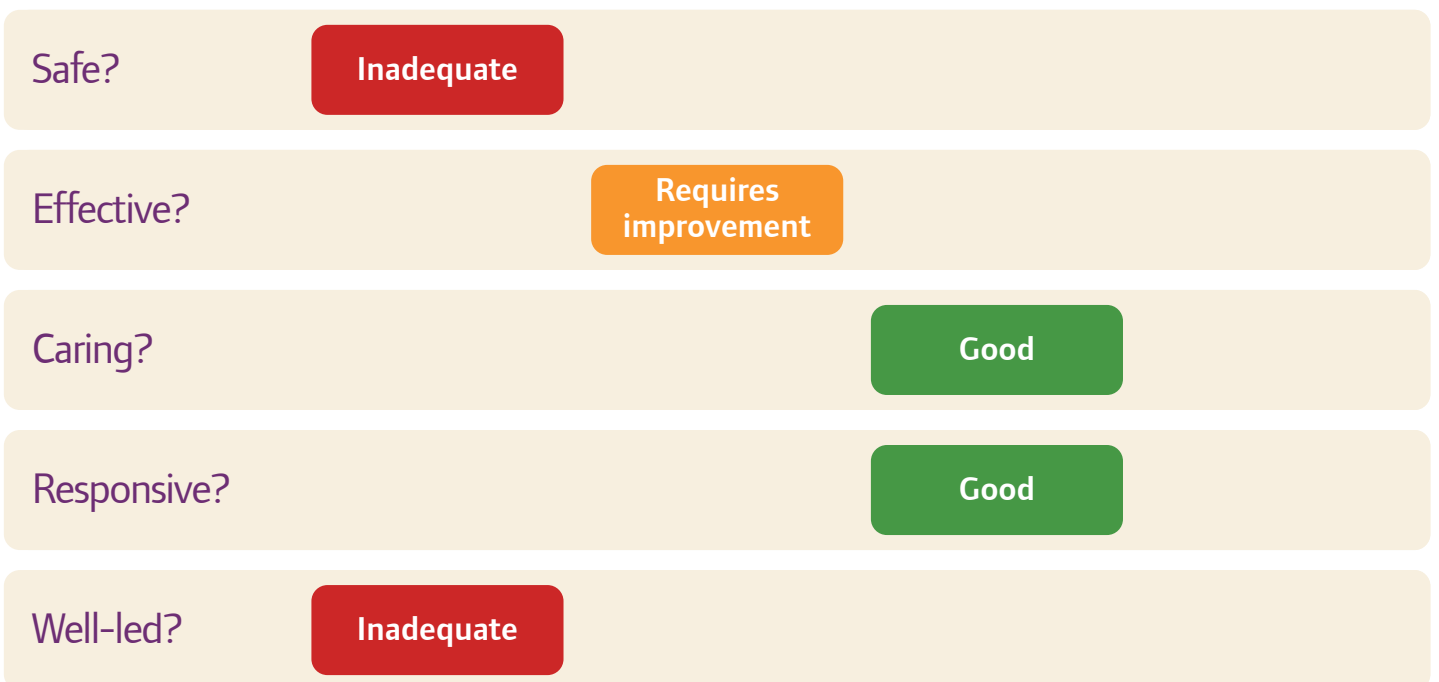 Safe?
Inadequate
Effective?
Requires
improvement
Caring?
Good
Responsive?
Good
Well-led?
Inadequate